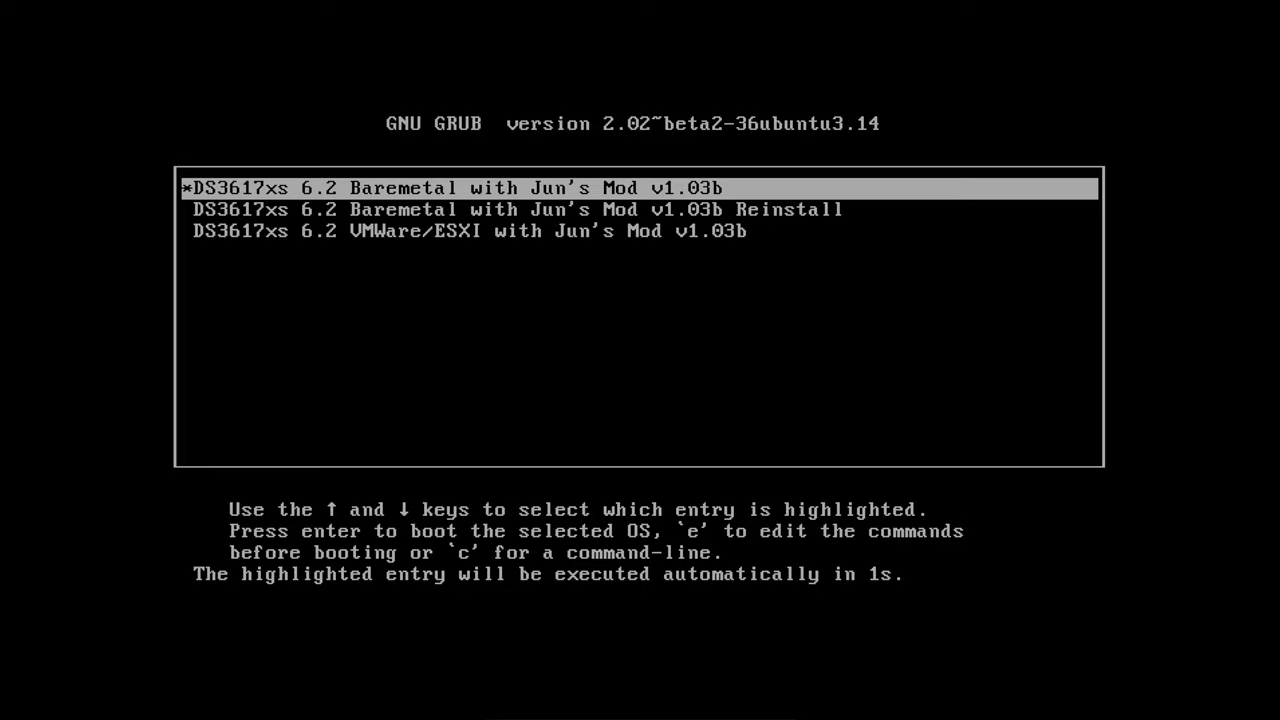 GNU GRUB  version 2.02~beta2-36ubuntu3.14
*DS3617xs 6.2 Baremetal with Jun's Mod v1.03b
DS3617xs 6.2 Baremetal with Jun's Mod v1.03b Reinstall
DS3617xs 6.2 VMWare/ESXI with Jun's Mod v1.03b
Use the ↑ and ↓ keys to select which entry is highlighted.
Press enter to boot the selected OS, `e' to edit the commands
before booting or `c' for a command-line.
The highlighted entry will be executed automatically in 1s.